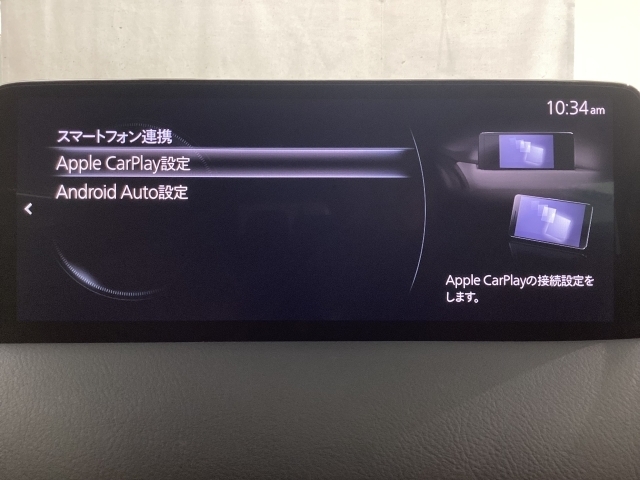 10:34am
スマートフォン連携
Apple CarPlay設定
Android Auto設定
Apple CarPlayの接続設定を
します。